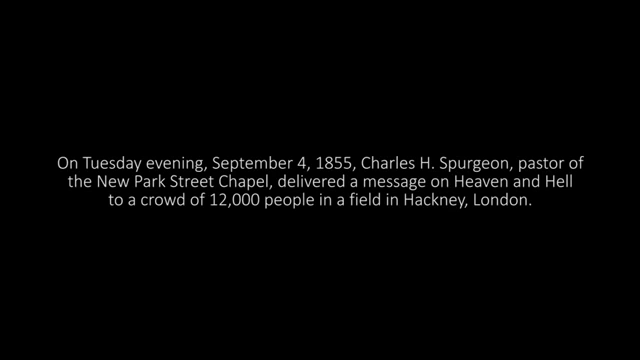 On Tuesday evening, September 4, 1855, Charles H. Spurgeon, pastor of
the New Park Street Chapel, delivered a message on Heaven and Hell
to a crowd of 12,000 people in a field in Hackney, London.